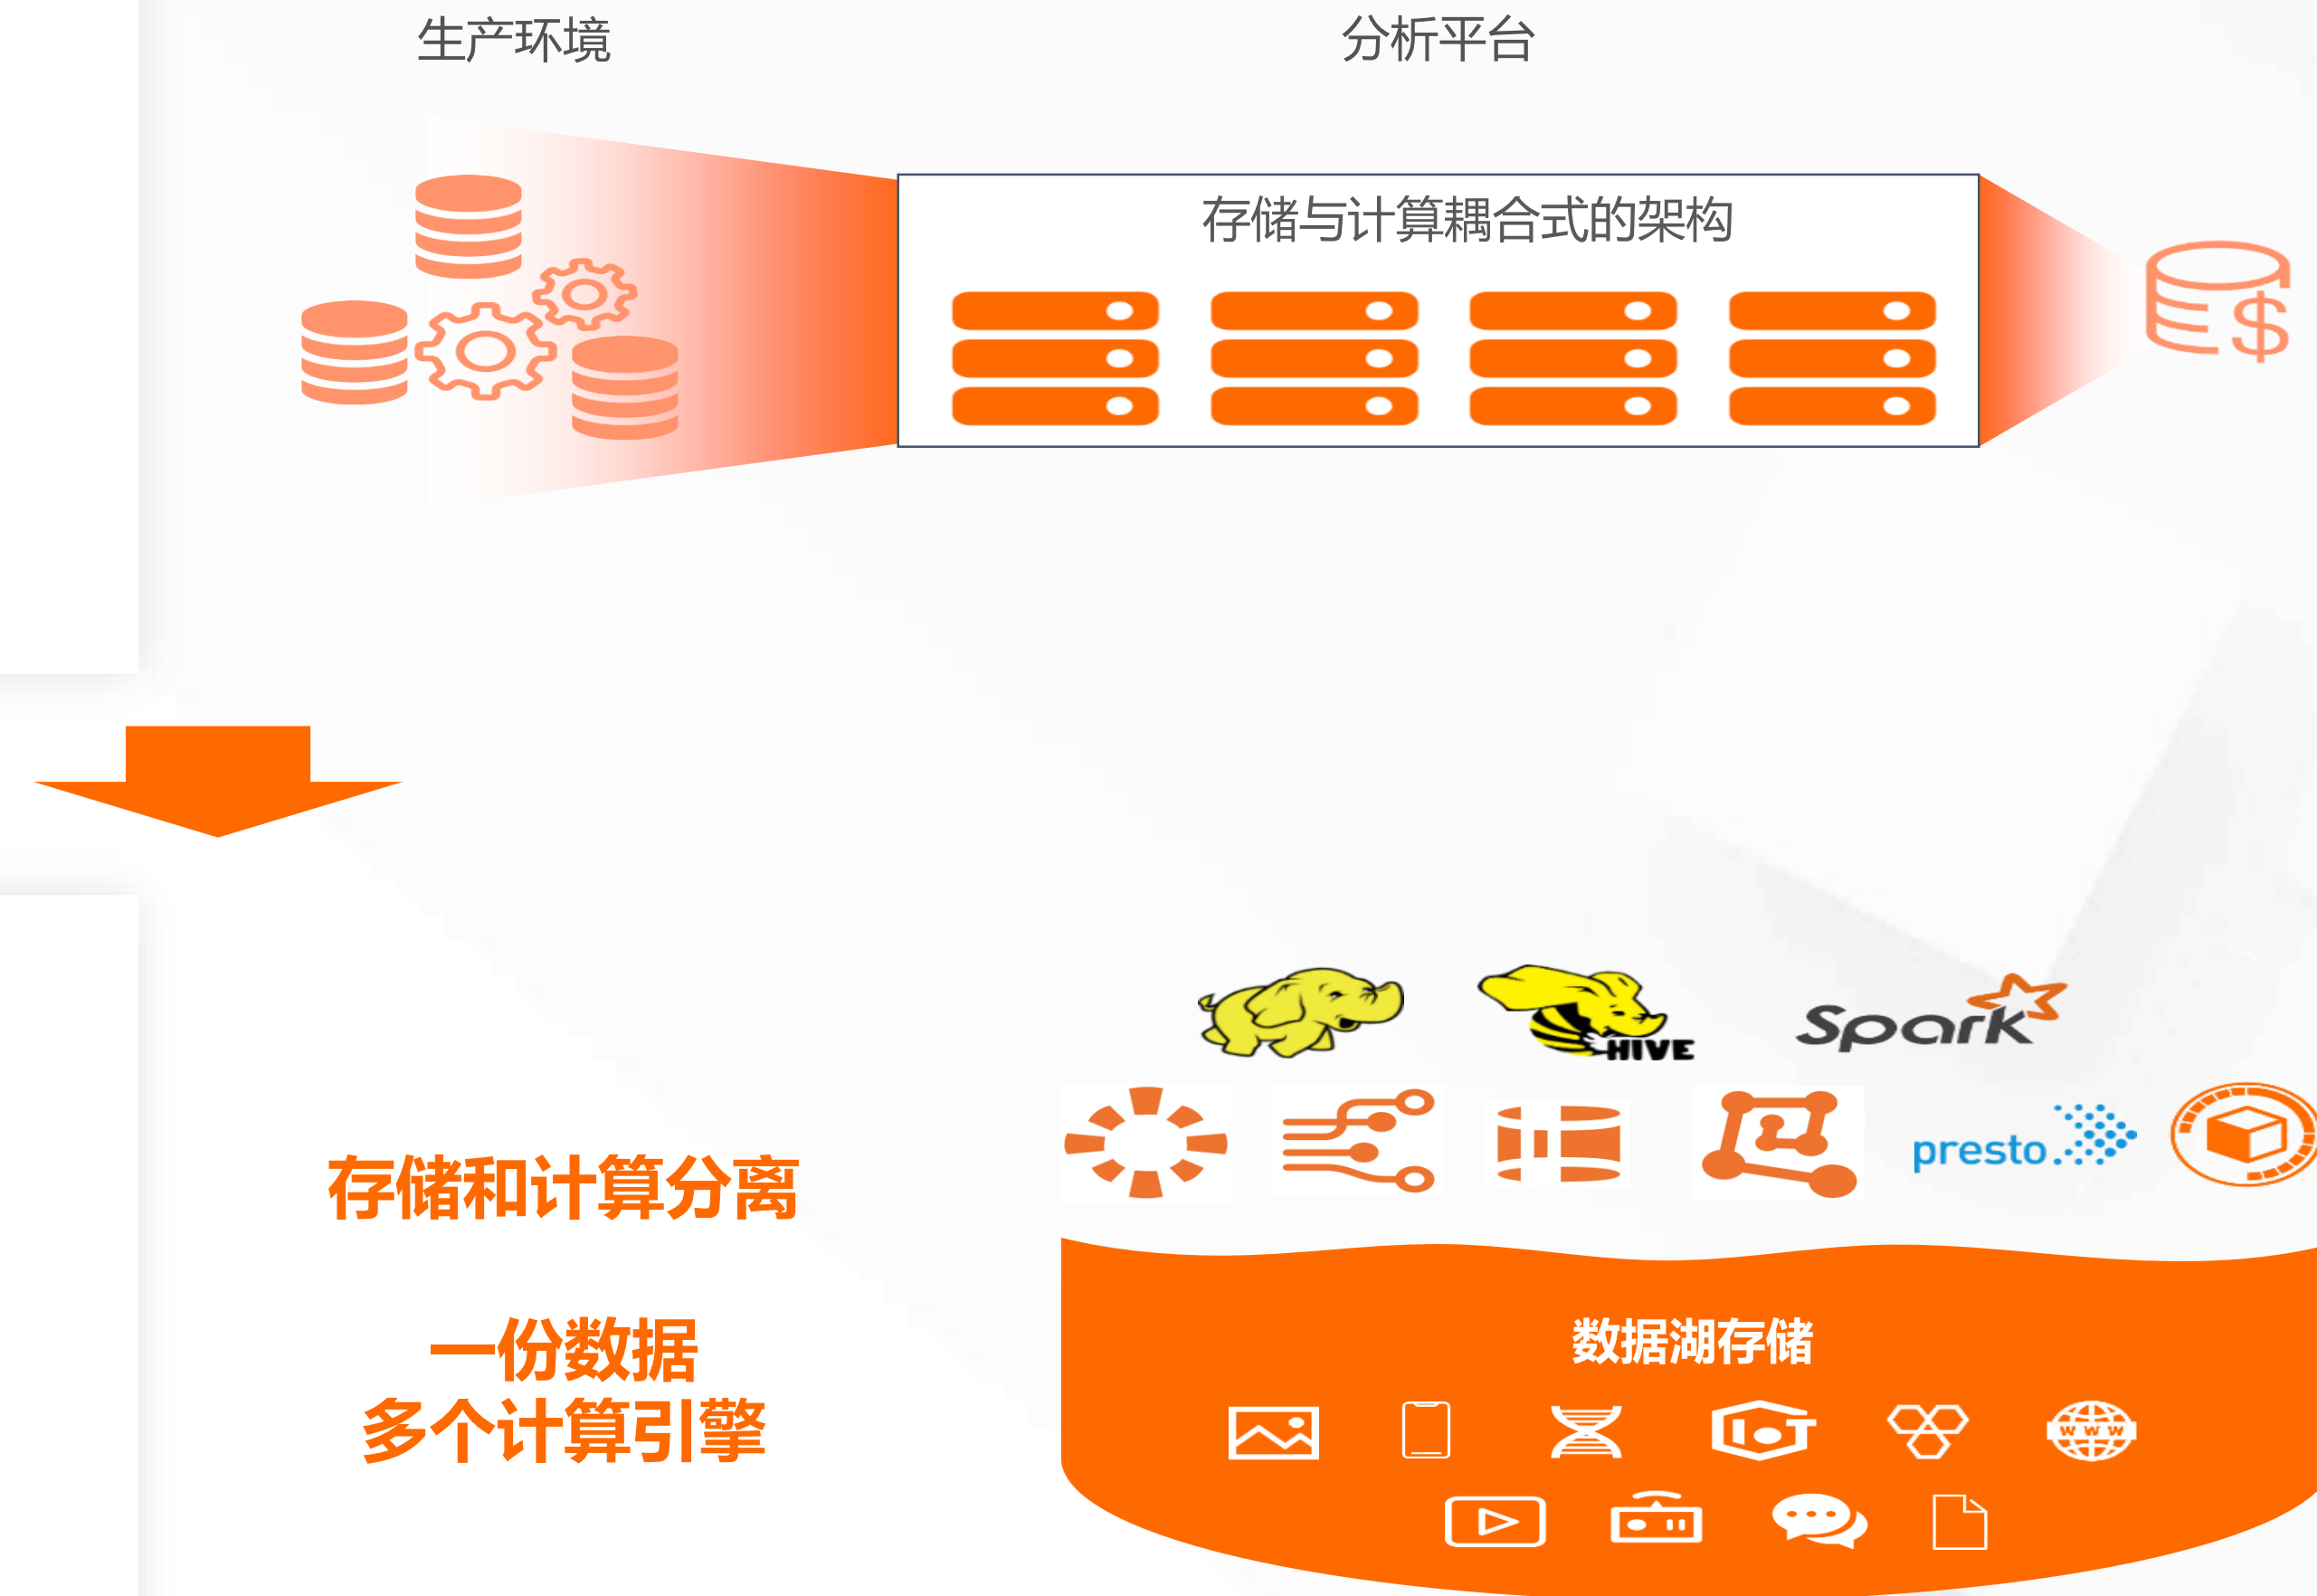 生产环境
分析平台
存储与计算耦合式的架构
HIVE
Spark
presto
存储和计算分离
一份数据
多个计算引擎
数据湖存储
IOT
WWW